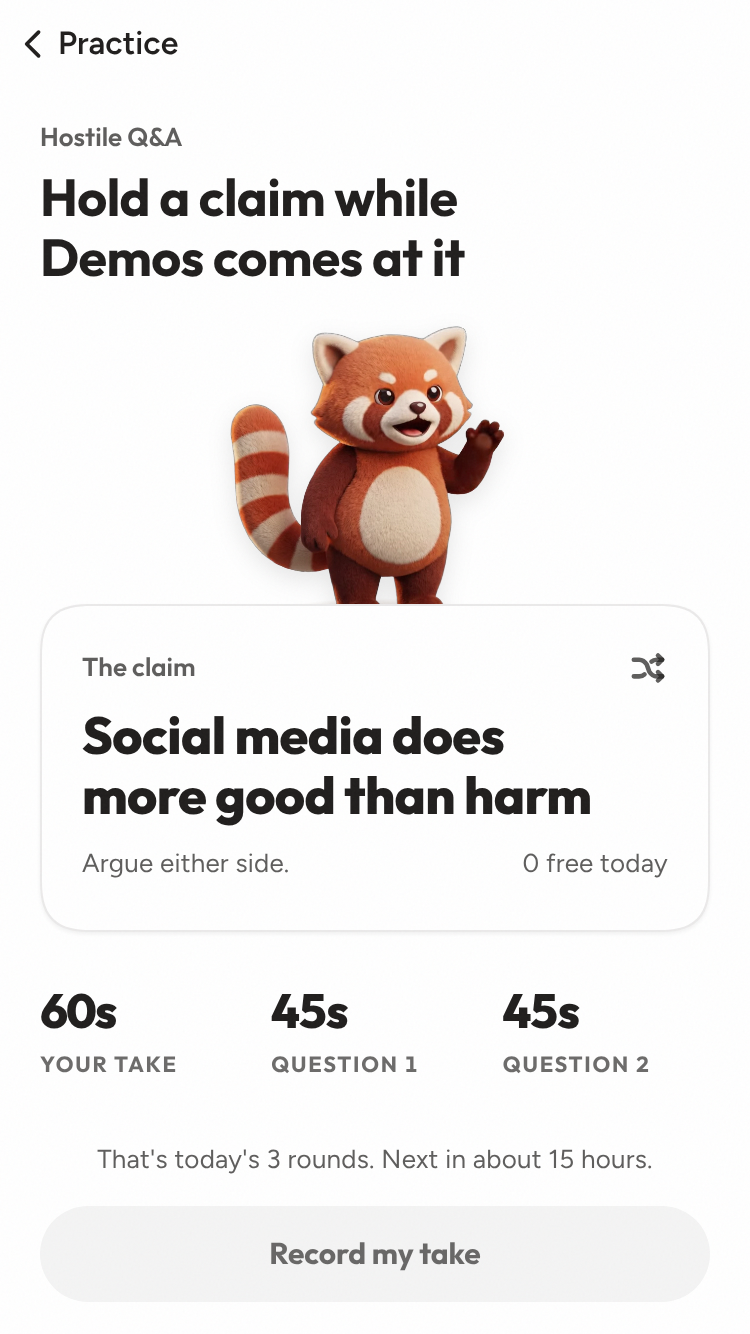 Practice
Hostile Q&A
Hold a claim while
Demos comes at it
The claim
Social media does
more good than harm
Argue either side. 0 free today
60s 45s 45s
YOUR TAKE QUESTION 1 QUESTION 2
That's today's 3 rounds. Next in about 15 hours.
Record my take